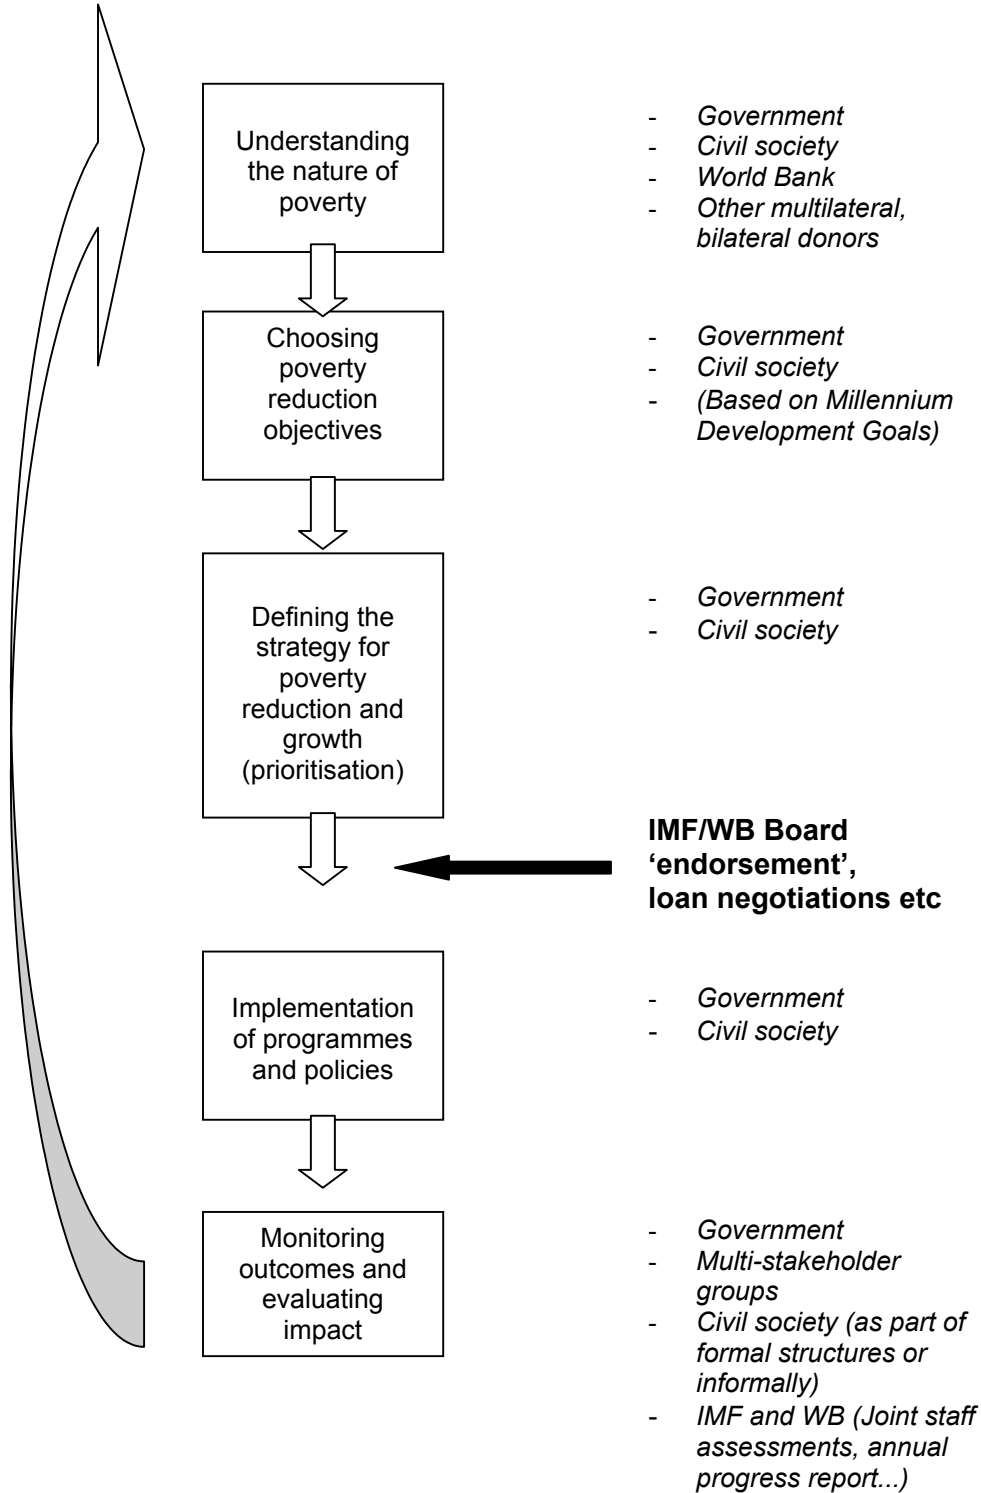 Understanding
the nature of
poverty
- Government
- Civil society
- World Bank
- Other multilateral,
bilateral donors
Choosing
poverty
reduction
objectives
- Government
- Civil society
- (Based on Millennium
Development Goals)
Defining the
strategy for
poverty
reduction and
growth
(prioritisation)
- Government
- Civil society
IMF/WB Board
‘endorsement’,
loan negotiations etc
Implementation
of programmes
and policies
- Government
- Civil society
Monitoring
outcomes and
evaluating
impact
- Government
- Multi-stakeholder
groups
- Civil society (as part of
formal structures or
informally)
- IMF and WB (Joint staff
assessments, annual
progress report...)